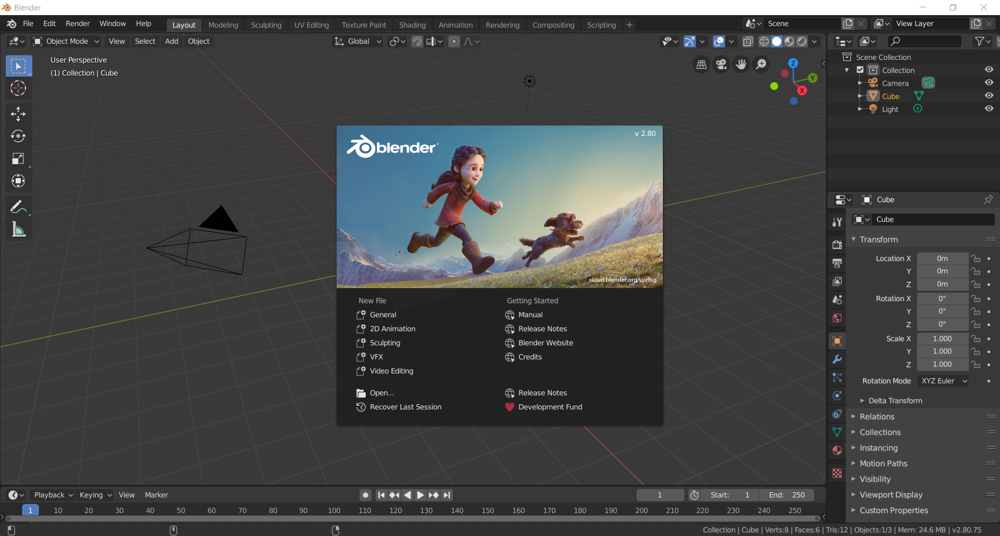 Blender
File Edit Render Window Help Layout Modeling Sculpting UV Editing Texture Paint Shading Animation Rendering Compositing Scripting + Scene View Layer
Object Mode View Select Add Object Global
User Perspective
(1) Collection | Cube
Z
Y
X
Scene Collection
Collection
Camera
Cube
Light
blender
v 2.80
cloud.blender.org/spring
New File
General
2D Animation
Sculpting
VFX
Video Editing
Open...
Recover Last Session
Getting Started
Manual
Release Notes
Blender Website
Credits
Release Notes
Development Fund
Cube
Cube
Transform
Location X 0m
Y 0m
Z 0m
Rotation X 0°
Y 0°
Z 0°
Scale X 1.000
Y 1.000
Z 1.000
Rotation Mode XYZ Euler
Delta Transform
Relations
Collections
Instancing
Motion Paths
Visibility
Viewport Display
Custom Properties
Playback Keying View Marker 1 Start: 1 End: 250
1 10 20 30 40 50 60 70 80 90 100 110 120 130 140 150 160 170 180 190 200 210 220 230 240 250
Collection | Cube | Verts:8 | Faces:6 | Tris:12 | Objects:1/3 | Mem: 24.6 MB | v2.80.75